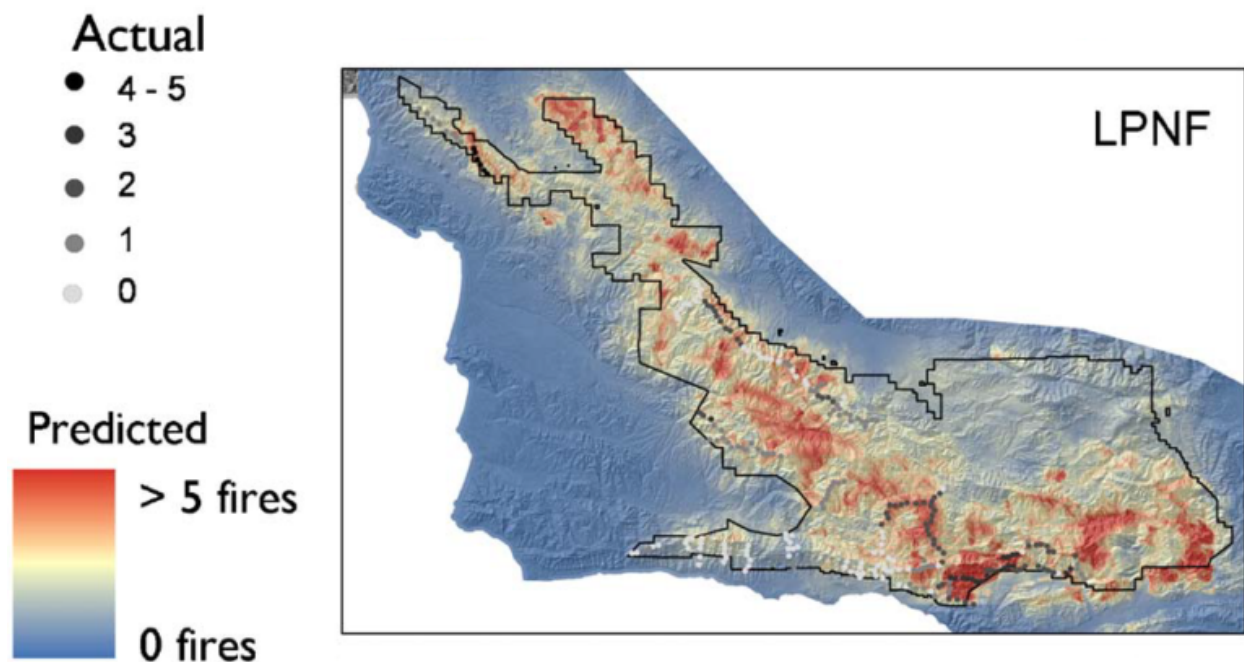 Actual
4 - 5
3
2
1
0
LPNF
Predicted
> 5 fires
0 fires